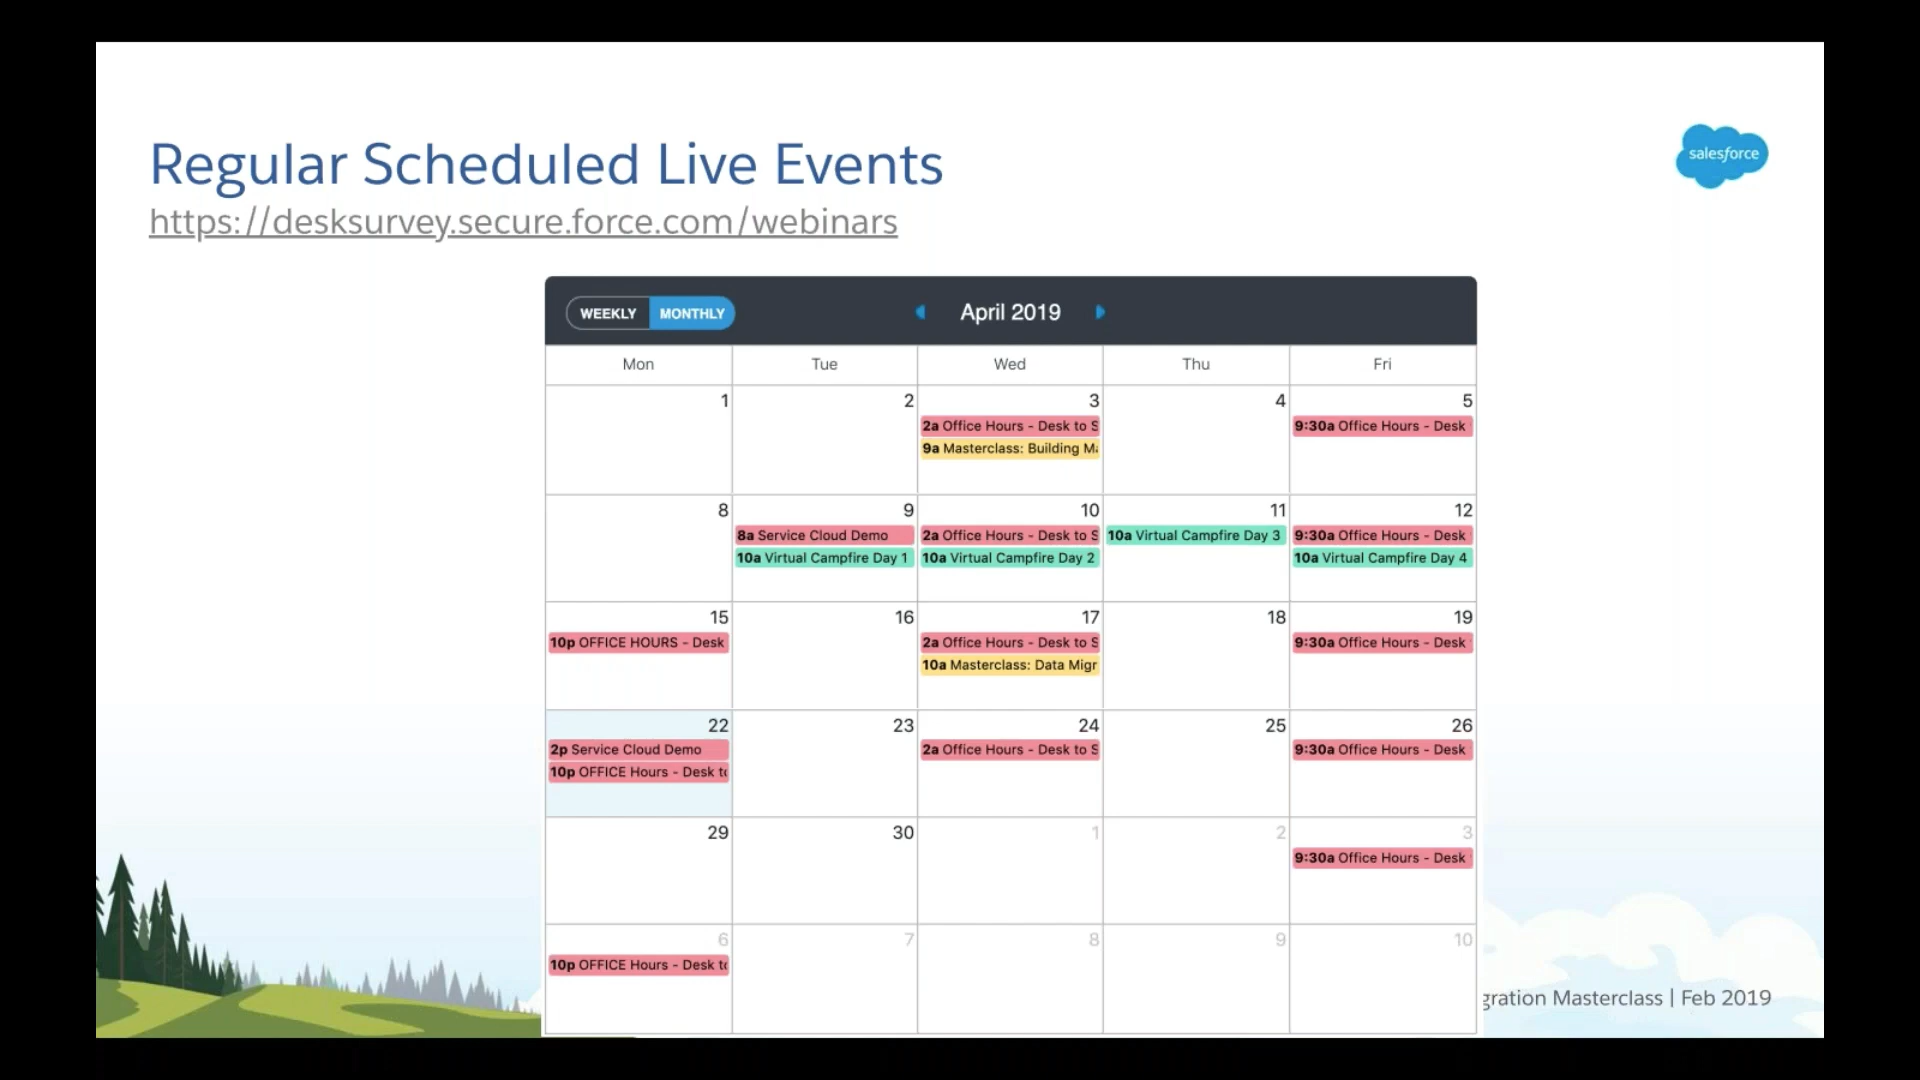 Regular Scheduled Live Events
salesforce
https://desksurvey.secure.force.com/webinars
WEEKLY MONTHLY April 2019
Mon Tue Wed Thu Fri
1 2 3 4 5
2a Office Hours - Desk to S 9:30a Office Hours - Desk
9a Masterclass: Building
8 9 10 11 12
8a Service Cloud Demo 2a Office Hours - Desk to S 10a Virtual Campfire Day 3 9:30a Office Hours - Desk
10a Virtual Campfire Day 1 10a Virtual Campfire Day 2 10a Virtual Campfire Day 4
15 16 17 18 19
10p OFFICE HOURS - Desk 2a Office Hours - Desk to S 9:30a Office Hours - Desk
10a Masterclass: Data Migr
22 23 24 25 26
2p Service Cloud Demo 2a Office Hours - Desk to S 9:30a Office Hours - Desk
10p OFFICE Hours - Desk to
29 30 1 2 3
9:30a Office Hours - Desk
6 7 8 9 10
10p OFFICE Hours - Desk to
gration Masterclass | Feb 2019